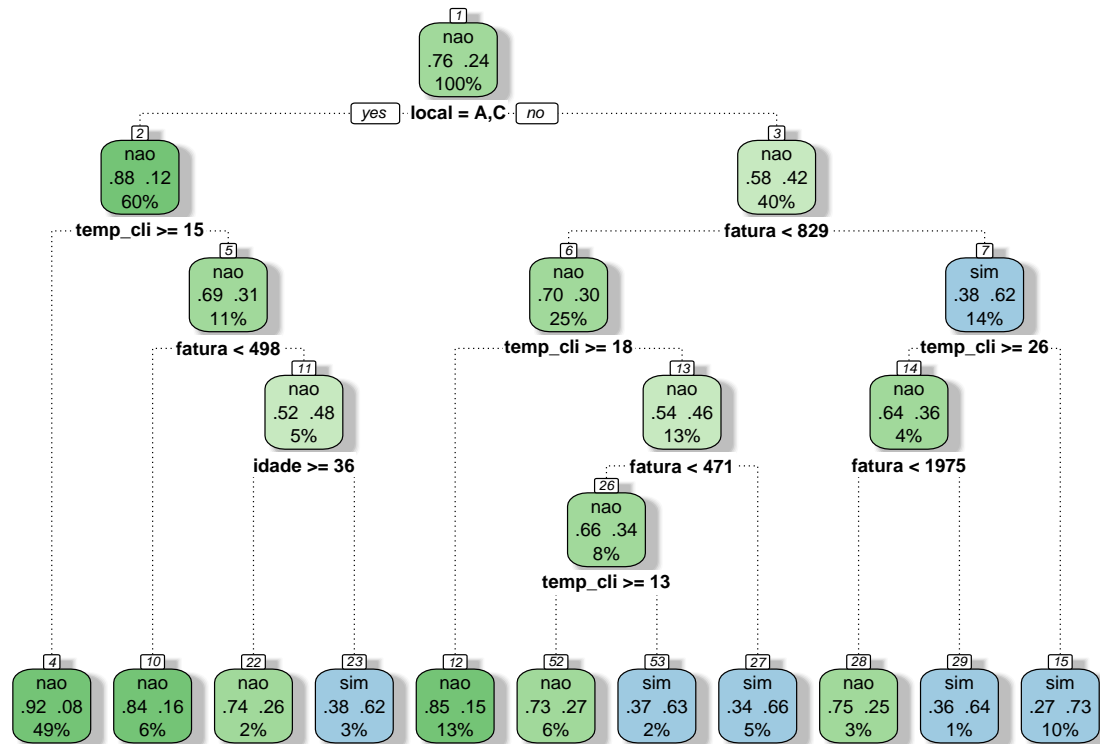 1
nao
.76 .24
100%
yes local = A,C no
2
nao
.88 .12
60%
3
nao
.58 .42
40%
temp_cli >= 15
fatura < 829
5
nao
.69 .31
11%
6
nao
.70 .30
25%
7
sim
.38 .62
14%
fatura < 498
temp_cli >= 18
temp_cli >= 26
11
nao
.52 .48
5%
13
nao
.54 .46
13%
14
nao
.64 .36
4%
idade >= 36
fatura < 471
fatura < 1975
26
nao
.66 .34
8%
temp_cli >= 13
4
nao
.92 .08
49%
10
nao
.84 .16
6%
22
nao
.74 .26
2%
23
sim
.38 .62
3%
12
nao
.85 .15
13%
52
nao
.73 .27
6%
53
sim
.37 .63
2%
27
sim
.34 .66
5%
28
nao
.75 .25
3%
29
sim
.36 .64
1%
15
sim
.27 .73
10%